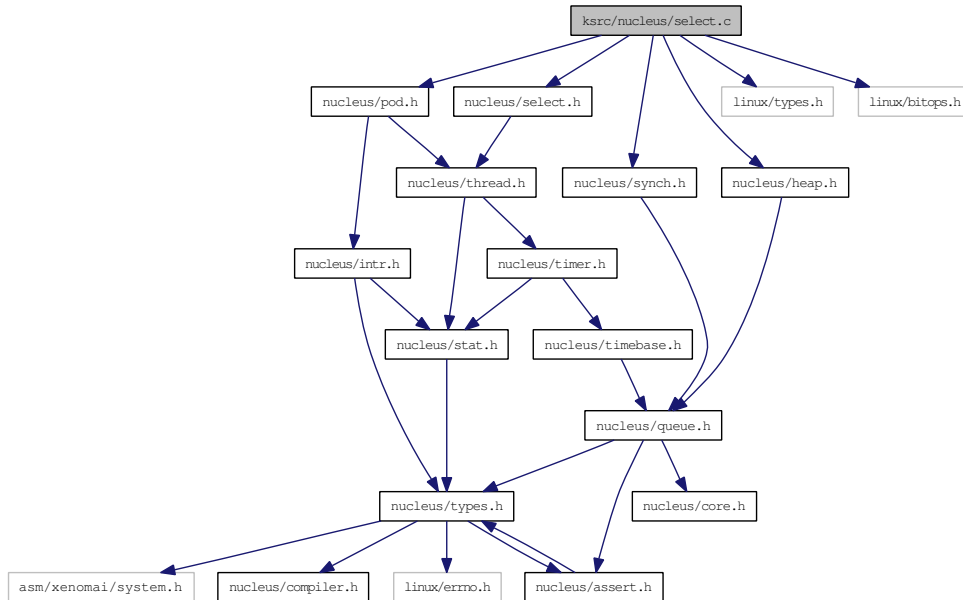 ksrc/nucleus/select.c
nucleus/pod.h
nucleus/select.h
linux/types.h
linux/bitops.h
nucleus/thread.h
nucleus/synch.h
nucleus/heap.h
nucleus/intr.h
nucleus/timer.h
nucleus/stat.h
nucleus/timebase.h
nucleus/queue.h
nucleus/types.h
nucleus/core.h
asm/xenomai/system.h
nucleus/compiler.h
linux/errno.h
nucleus/assert.h